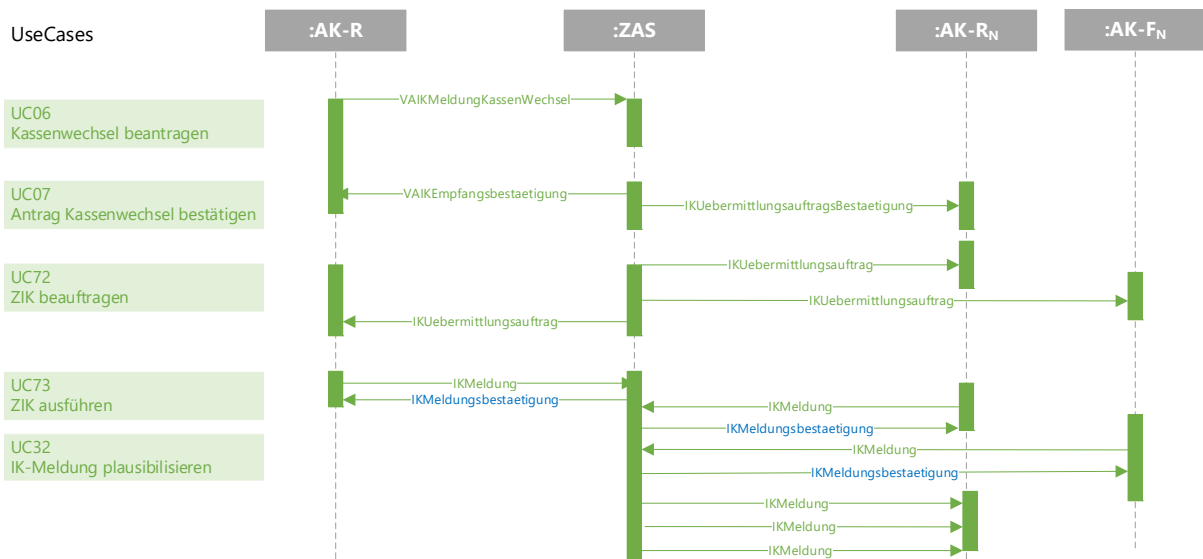 UseCases
:AK-R
:ZAS
:AK-RN
:AK-FN
UC06
Kassenwechsel beantragen
VAIKMeldungKassenWechsel
UC07
Antrag Kassenwechsel bestätigen
VAIKEmpfangsbestaetigung
IKUebermittlungsauftragsBestaetigung
UC72
ZIK beauftragen
IKUebermittlungsauftrag
IKUebermittlungsauftrag
IKUebermittlungsauftrag
UC73
ZIK ausführen
IKMeldung
IKMeldungsbestaetigung
IKMeldung
IKMeldungsbestaetigung
UC32
IK-Meldung plausibilisieren
IKMeldung
IKMeldungsbestaetigung
IKMeldung
IKMeldung
IKMeldung